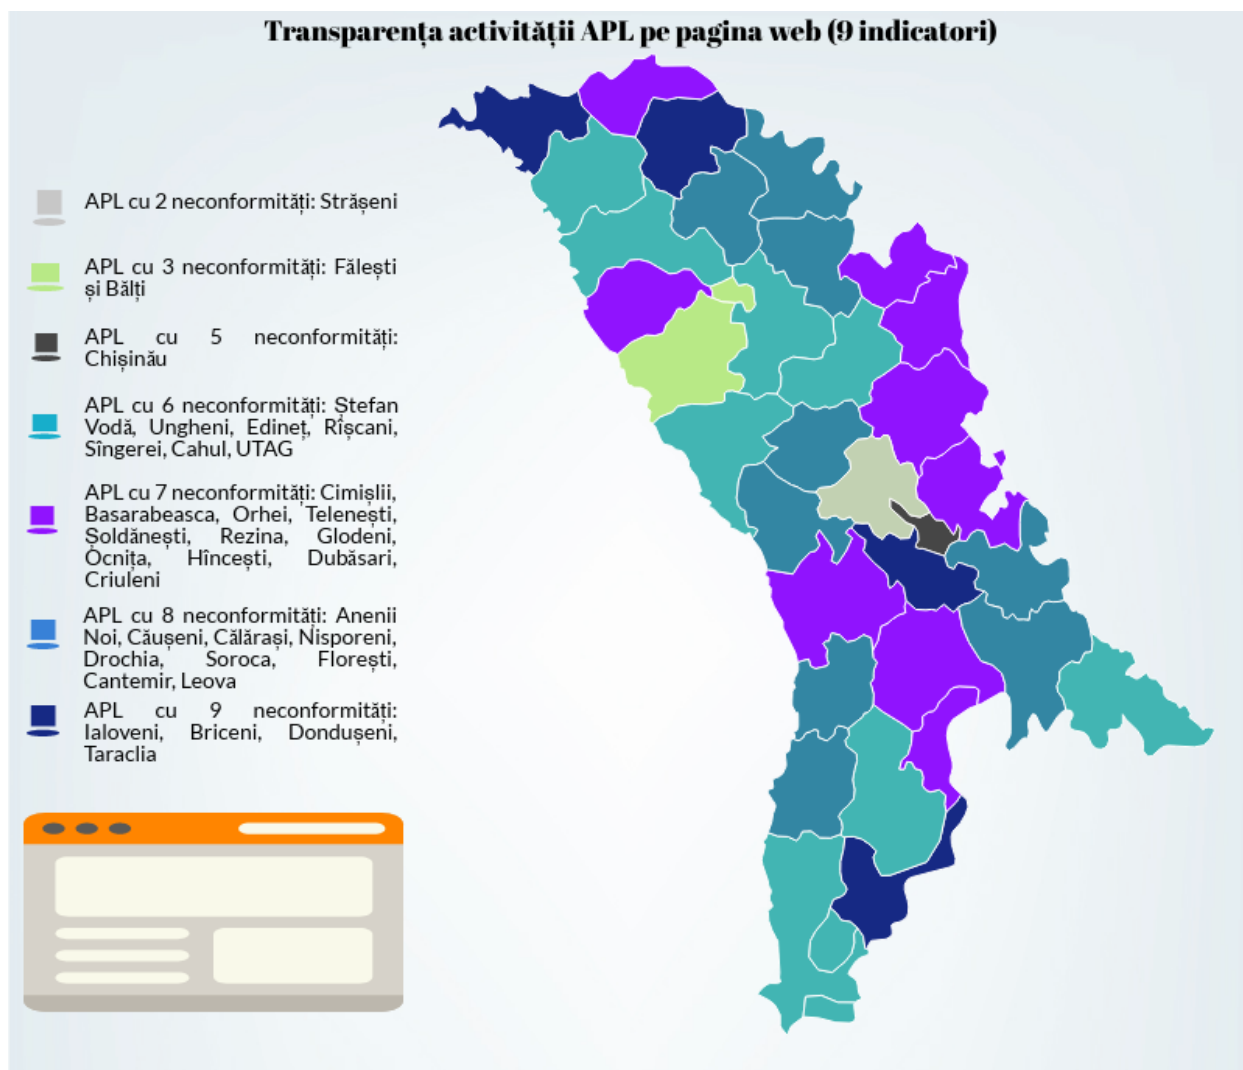 Transparența activității APL pe pagina web (9 indicatori)
APL cu 2 neconformități: Strășeni
APL cu 3 neconformități: Fălești
și Bălți
APL cu 5 neconformități:
Chișinău
APL cu 6 neconformități: Ștefan
Vodă, Ungheni, Edineț, Rîșcani,
Sîngerei, Cahul, UTAG
APL cu 7 neconformități: Cimișlii,
Basarabeasca, Orhei, Telenești,
Șoldănești, Rezina, Glodeni,
Ocnița, Hîncești, Dubăsari,
Criuleni
APL cu 8 neconformități: Anenii
Noi, Căușeni, Călărași, Nisporeni,
Drochia, Soroca, Florești,
Cantemir, Leova
APL cu 9 neconformități:
Ialoveni, Briceni, Dondușeni,
Taraclia